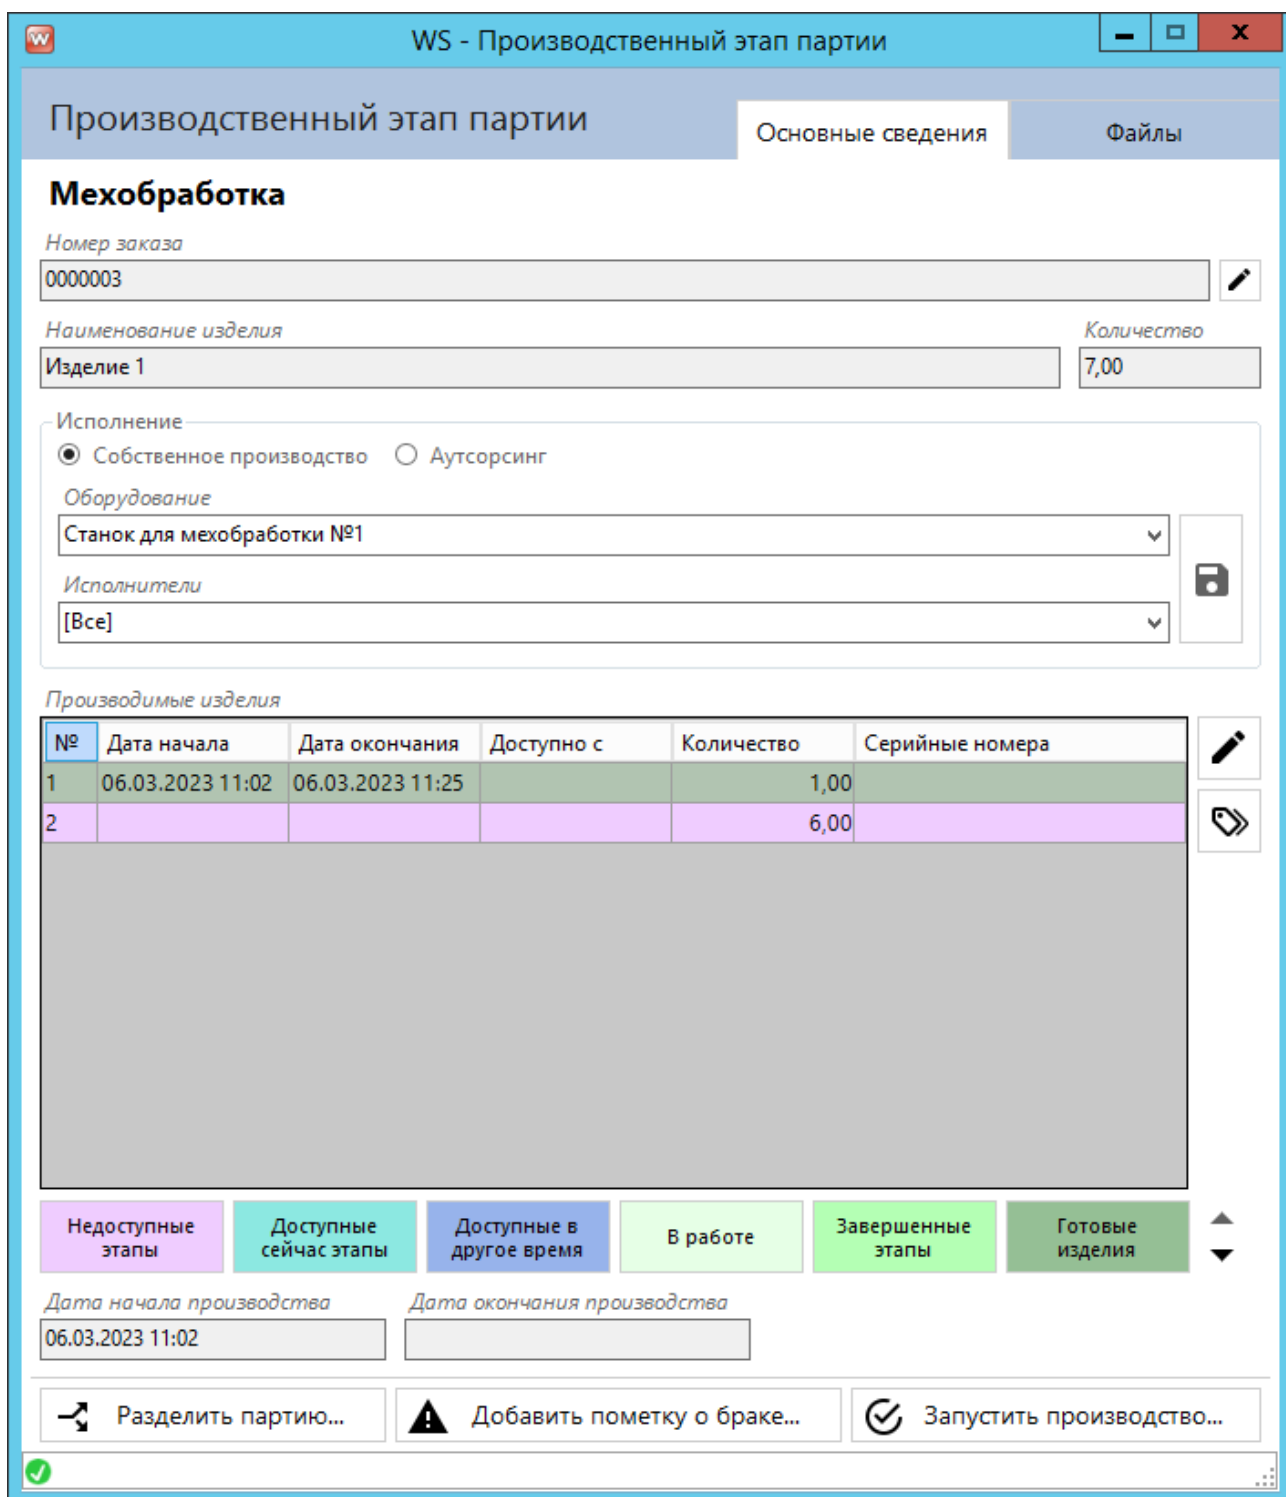 WS - Производственный этап партии
Производственный этап партии
Основные сведения
Файлы
Мехобработка
Номер заказа
0000003
Наименование изделия
Количество
Изделие 1
7,00
Исполнение
Собственное производство
Аутсорсинг
Оборудование
Станок для мехобработки №1
Исполнители
[Все]
Производимые изделия
№ Дата начала Дата окончания Доступно с Количество Серийные номера
1 06.03.2023 11:02 06.03.2023 11:25 1,00
2 6,00
Недоступные
этапы
Доступные
сейчас этапы
Доступные в
другое время
В работе
Завершенные
этапы
Готовые
изделия
Дата начала производства
Дата окончания производства
06.03.2023 11:02
Разделить партию...
Добавить пометку о браке...
Запустить производство...